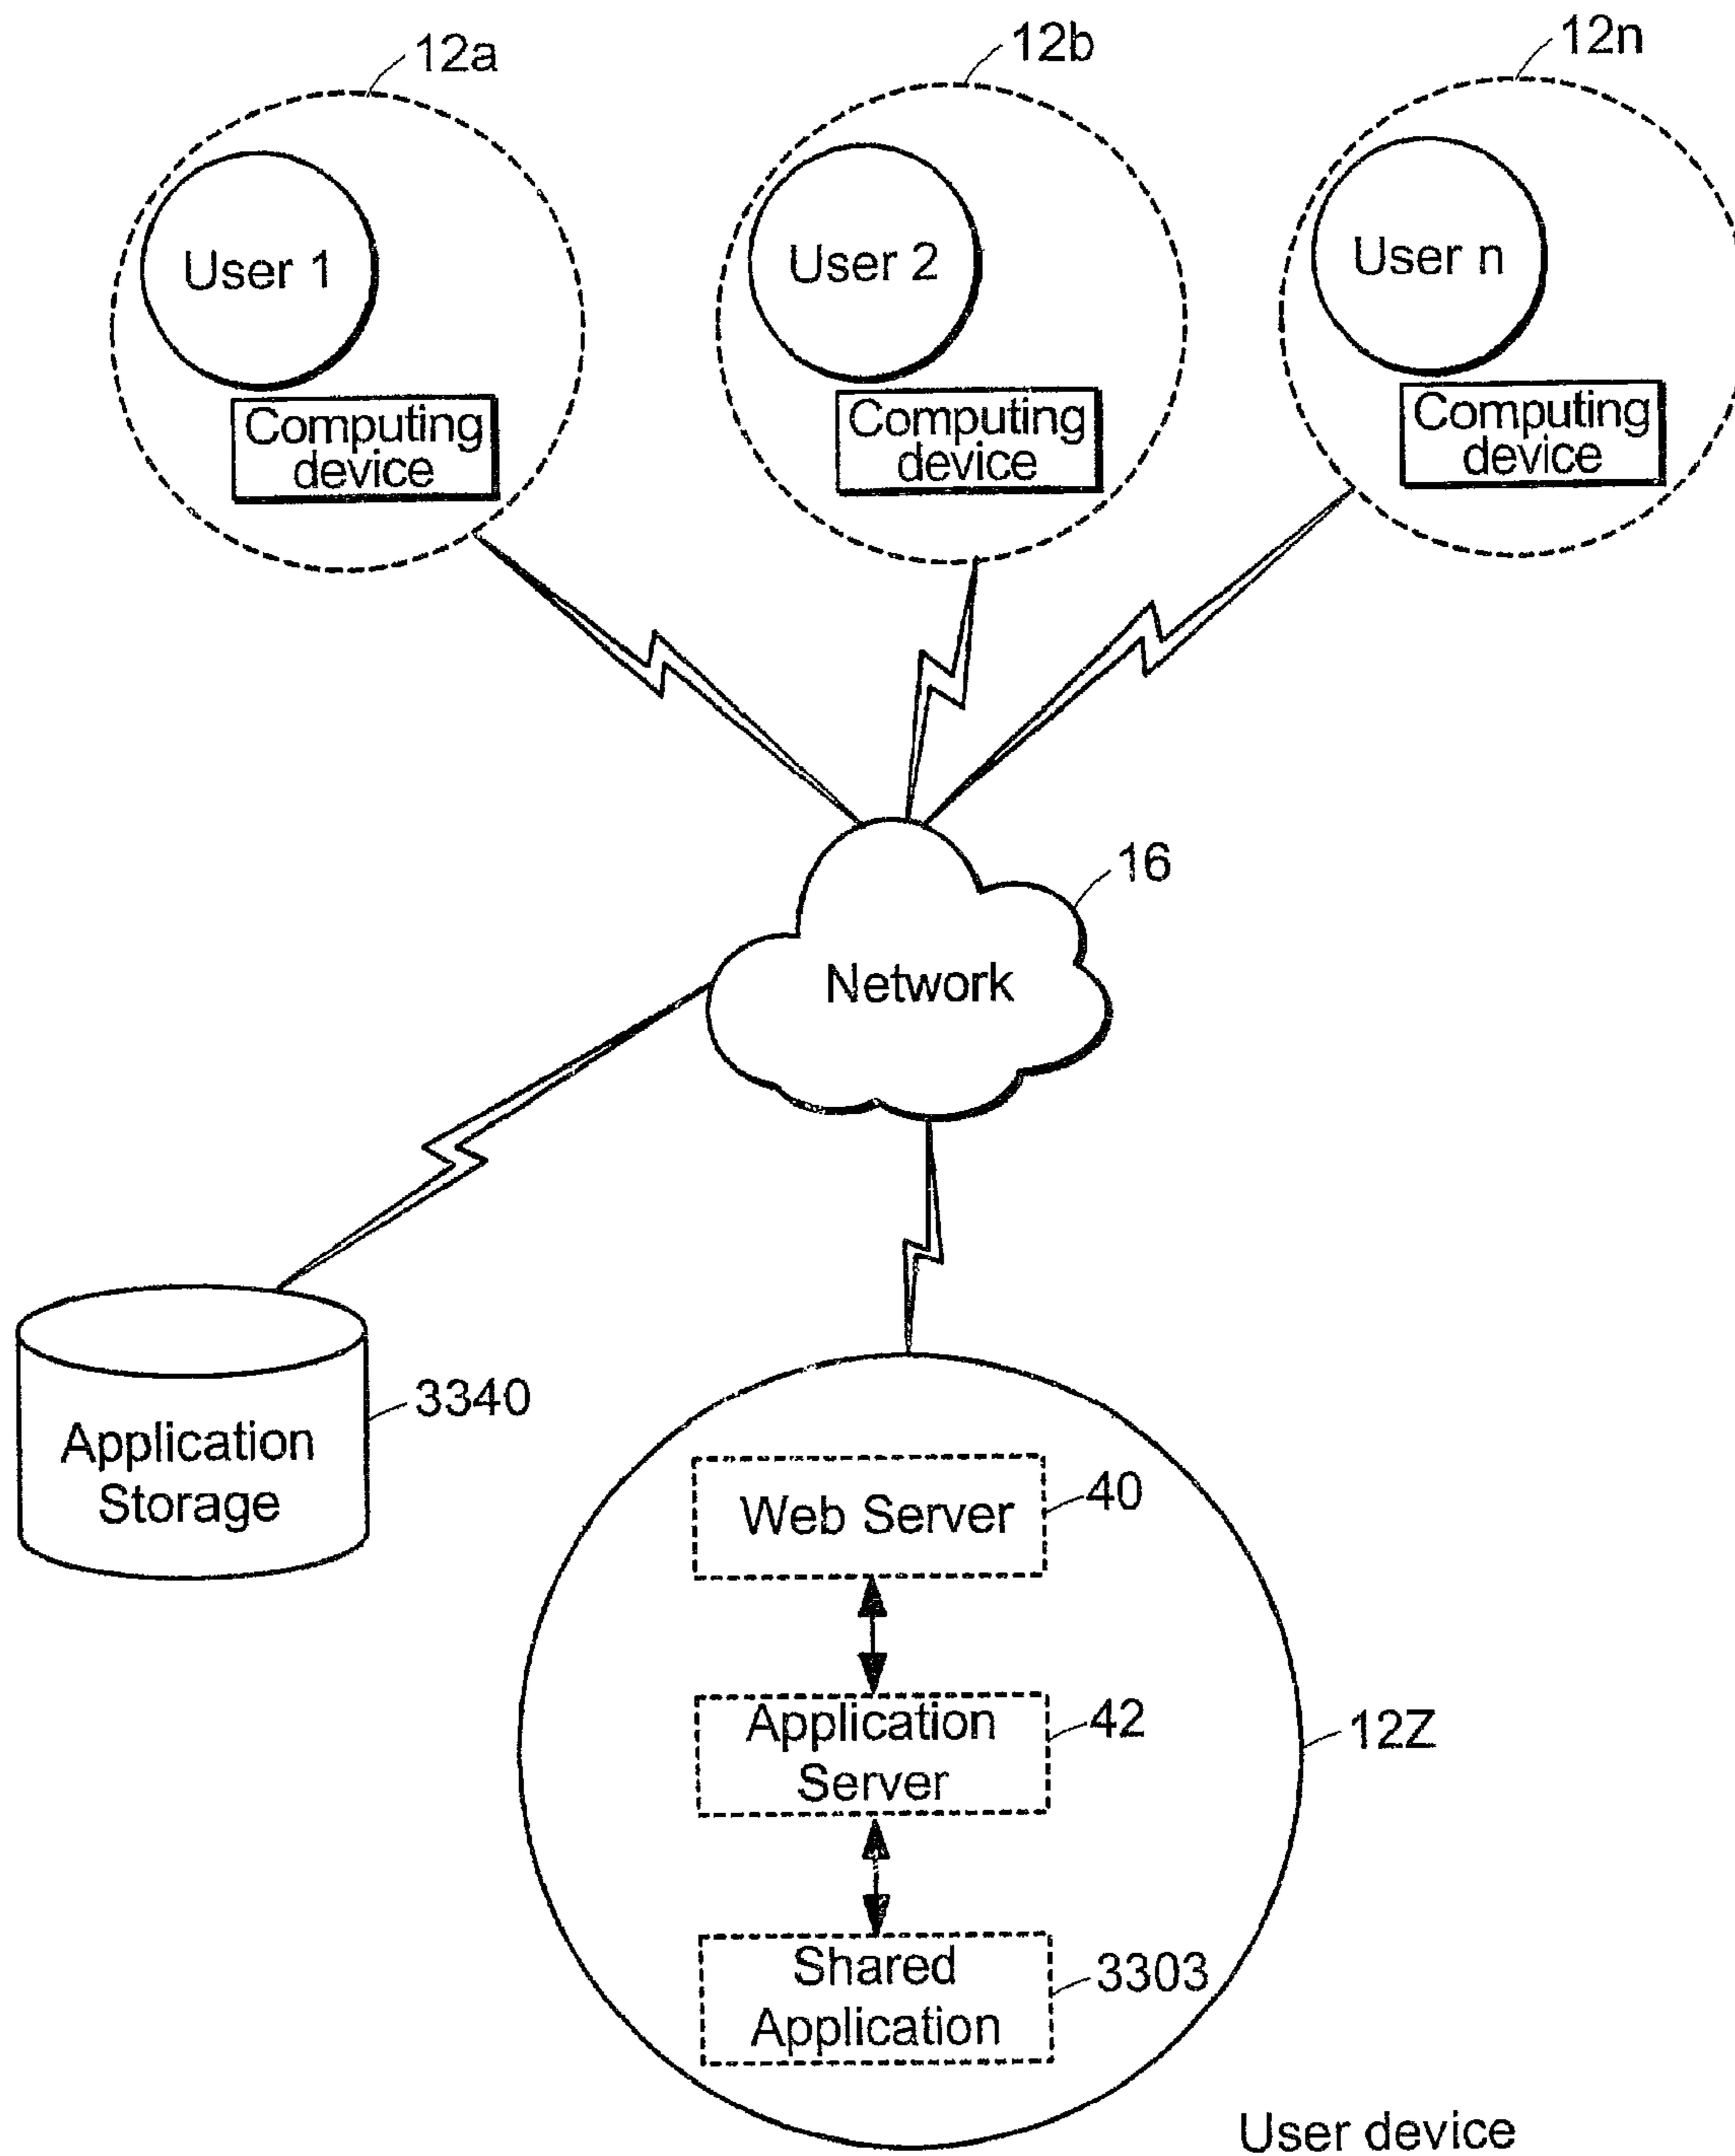 12a
12b
12n
User 1
User 2
User n
Computing
device
Computing
device
Computing
device
16
Network
3340
Application
Storage
Web Server
40
Application
Server
42
12Z
Shared
Application
3303
User device